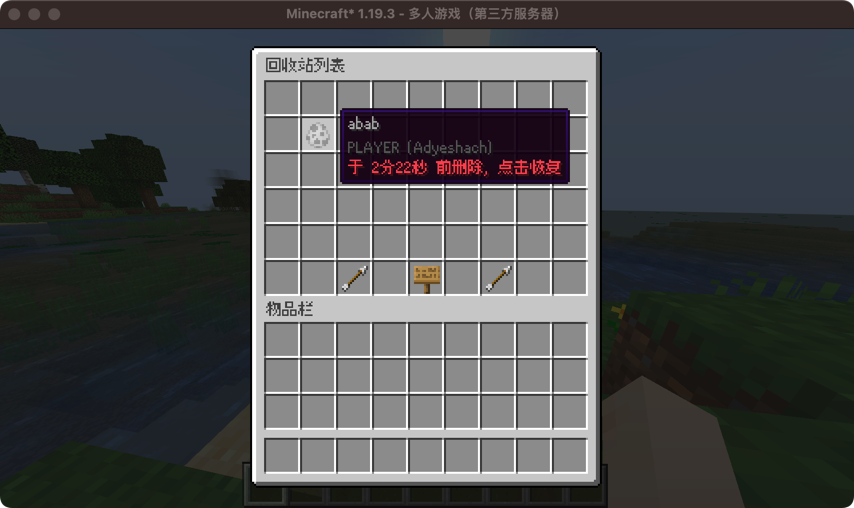 Minecraft* 1.19.3 - 多人游戏（第三方服务器）
回收站列表
abab
PLAYER (Adyeshach)
于 2分22秒 前删除, 点击恢复
物品栏